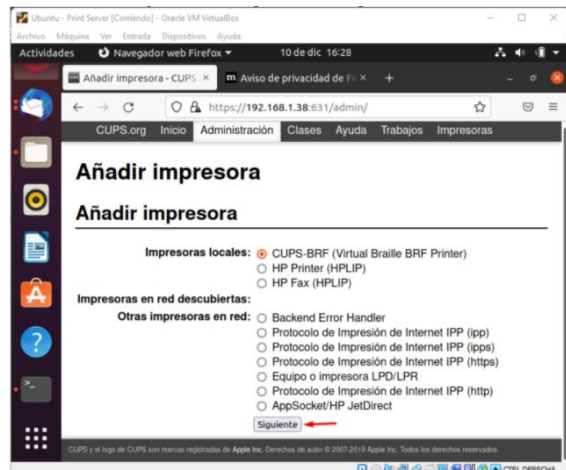 Ubuntu - Print Server [Corriendo] - Oracle VM VirtualBox
Archivo Máquina Ver Entrada Dispositivos Ayuda
Actividades Navegador web Firefox 10 de dic 16:28
Añadir impresora - CUPS Aviso de privacidad de Fi
https://192.168.1.38:631/admin/
CUPS.org Inicio Administración Clases Ayuda Trabajos Impresoras
Añadir impresora
Añadir impresora
Impresoras locales: CUPS-BRF (Virtual Braille BRF Printer)
HP Printer (HPLIP)
HP Fax (HPLIP)
Impresoras en red descubiertas:
Otras impresoras en red: Backend Error Handler
Protocolo de Impresión de Internet IPP (ipp)
Protocolo de Impresión de Internet IPP (ipps)
Protocolo de Impresión de Internet IPP (https)
Equipo o impresora LPD/LPR
Protocolo de Impresión de Internet IPP (http)
AppSocket/HP JetDirect
Siguiente
CUPS y el logo de CUPS son marcas registradas de Apple Inc. Derechos de autor © 2007-2019 Apple Inc. Todos los derechos reservados.
CTRL DERECHA